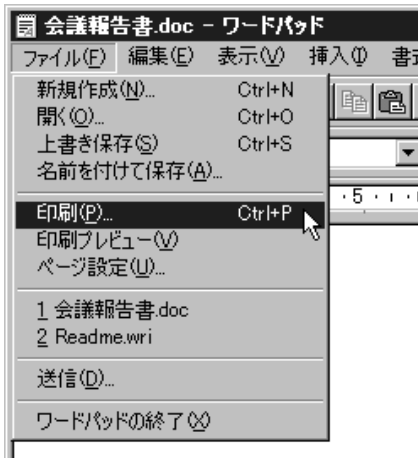 会議報告書.doc - ワードパッド
ファイル(F) 編集(E) 表示(V) 挿入(I)
新規作成(N)... Ctrl+N
開く(O)... Ctrl+O
上書き保存(S) Ctrl+S
名前を付けて保存(A)...
印刷(P)... Ctrl+P
印刷プレビュー(V)
ページ設定(U)...
1 会議報告書.doc
2 Readme.wri
送信(D)...
ワードパッドの終了(X)
5